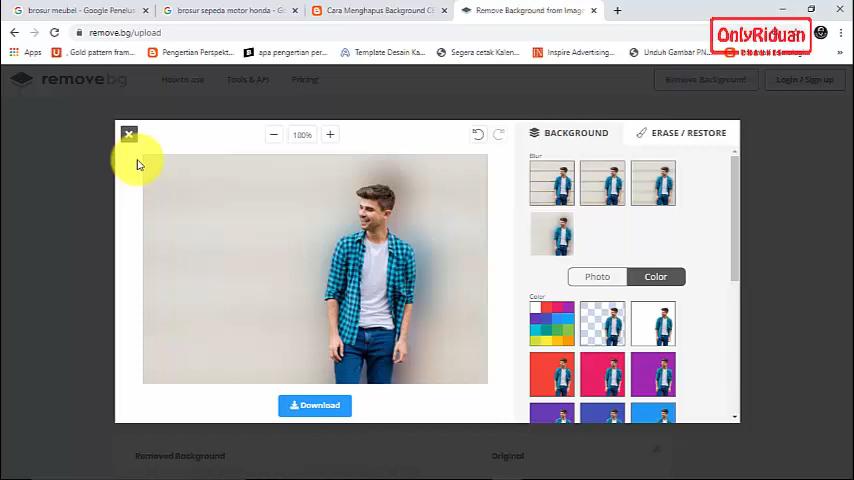 brosur meubel - Google Penelus
brosur sepeda motor honda - Go
Cara Menghapus Background C
Remove Background from Image
remove.bg/upload
OnlyRiduan
CHANNELS
Apps
, Gold pattern fram...
Pengertian Perspekt...
apa pengertian per...
Template Desain Ka...
Segera cetak Kalen...
Inspire Advertising...
Unduh Gambar PN...
removebg
How to use
Tools & API
Pricing
Remove Background
Login / Sign up
100%
BACKGROUND
ERASE / RESTORE
Blur
Photo
Color
Color
Download
Removed Background
Original